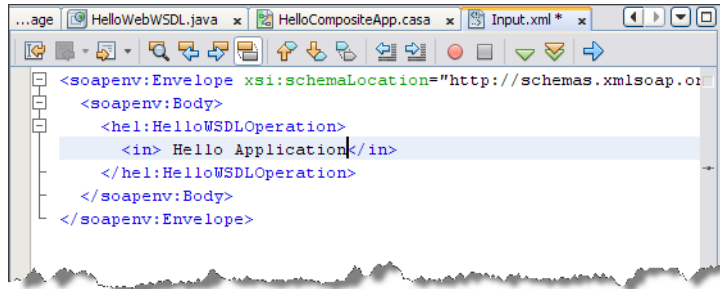 ...age HelloWebWSDL.java x HelloCompositeApp.casa x Input.xml * x
<soapenv:Envelope xsi:schemaLocation="http://schemas.xmlsoap.or
<soapenv:Body>
<hel:HelloWSDLOperation>
<in> Hello Application</in>
</hel:HelloWSDLOperation>
</soapenv:Body>
</soapenv:Envelope>